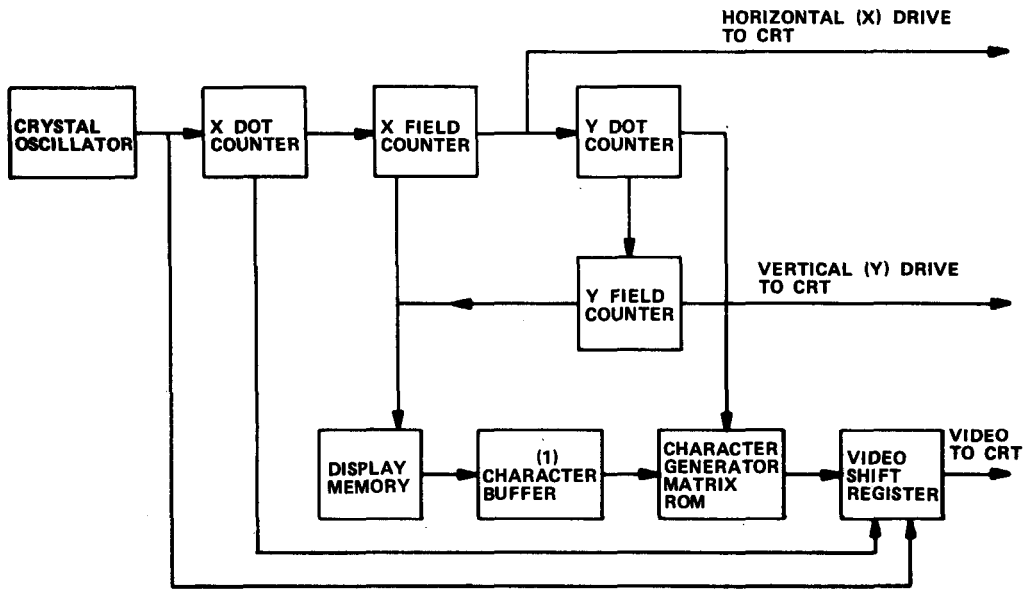 HORIZONTAL (X) DRIVE
TO CRT
CRYSTAL
OSCILLATOR
X DOT
COUNTER
X FIELD
COUNTER
Y DOT
COUNTER
Y FIELD
COUNTER
VERTICAL (Y) DRIVE
TO CRT
DISPLAY
MEMORY
(1)
CHARACTER
BUFFER
CHARACTER
GENERATOR
MATRIX
ROM
VIDEO
SHIFT
REGISTER
VIDEO
TO CRT